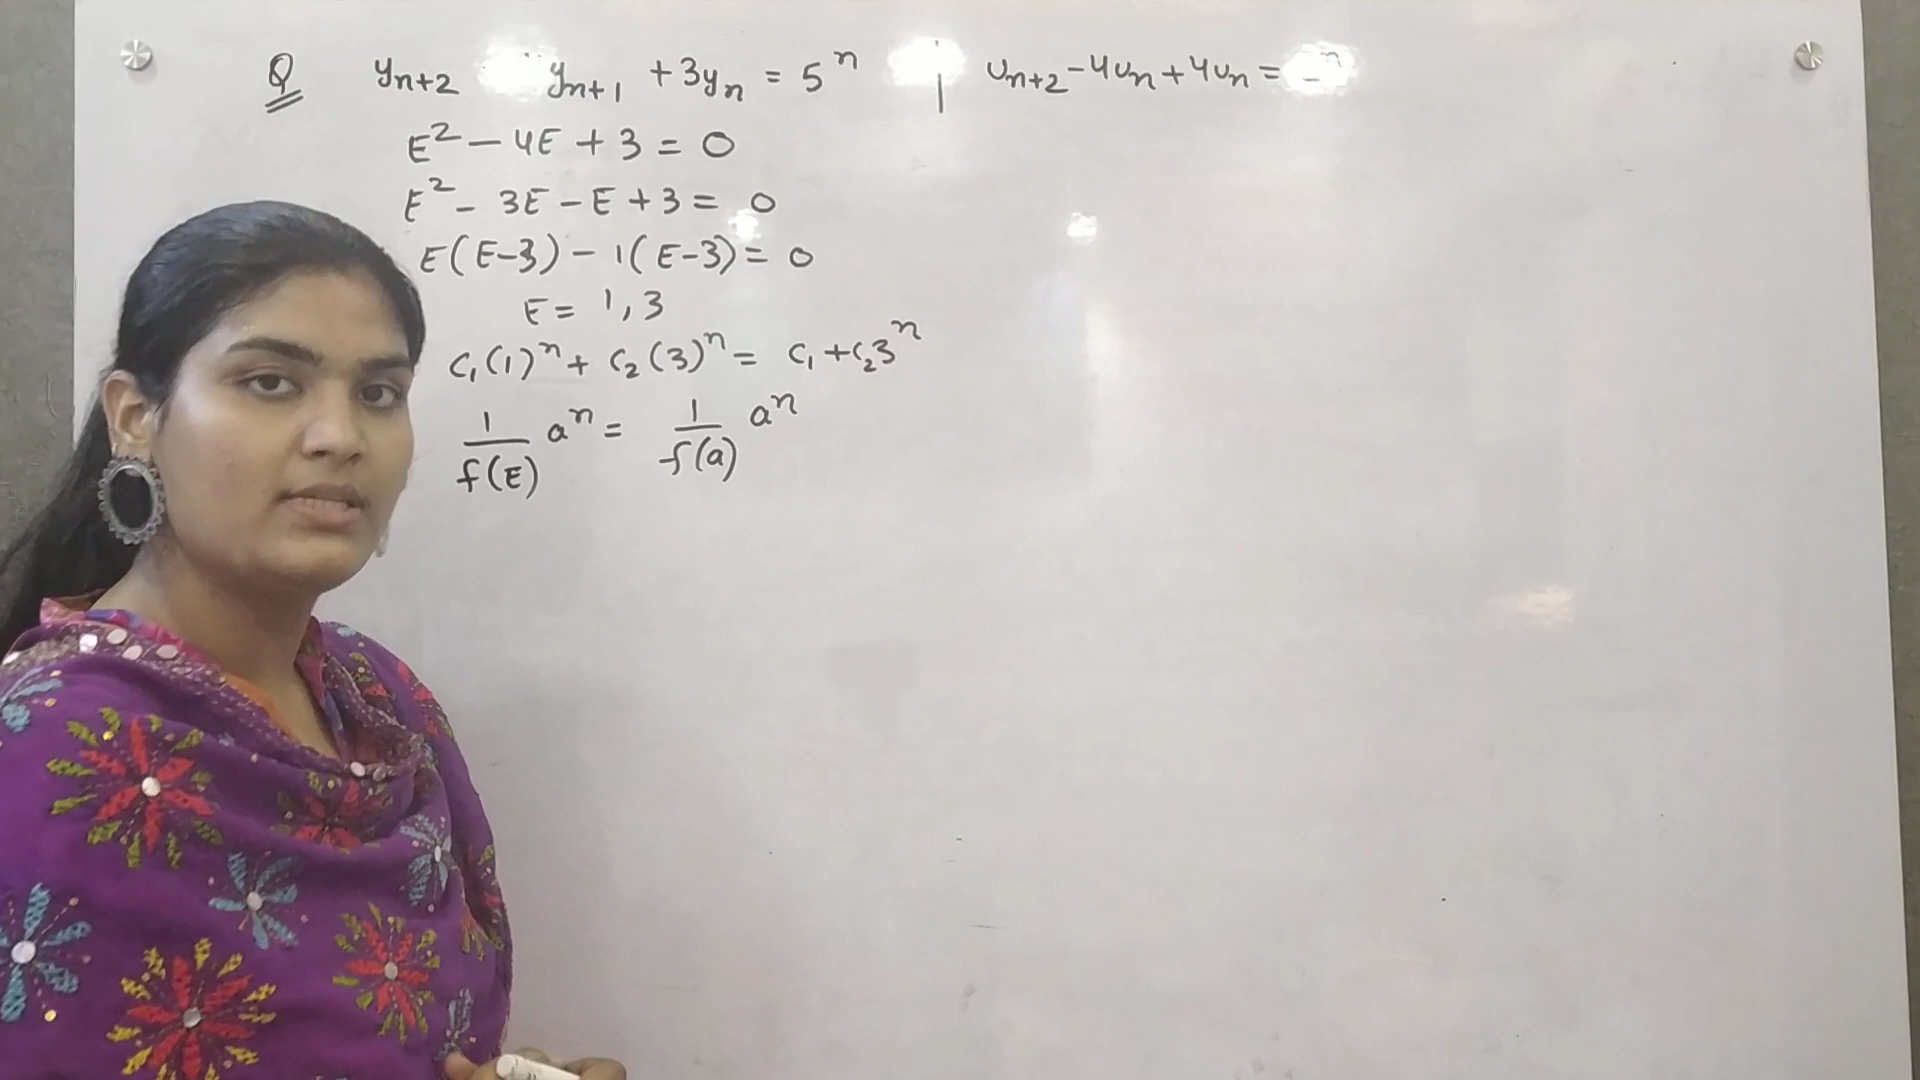 Q yn+2 yn+1 + 3yn = 5^n | Un+2 - 4Un + 4Un = ^n
E² - 4E + 3 = 0
E² - 3E - E + 3 = 0
E(E-3) - 1(E-3) = 0
E = 1, 3
C₁(1)^n + C₂(3)^n = C₁ + C₂3^n
1/f(E) a^n = 1/f(a) a^n